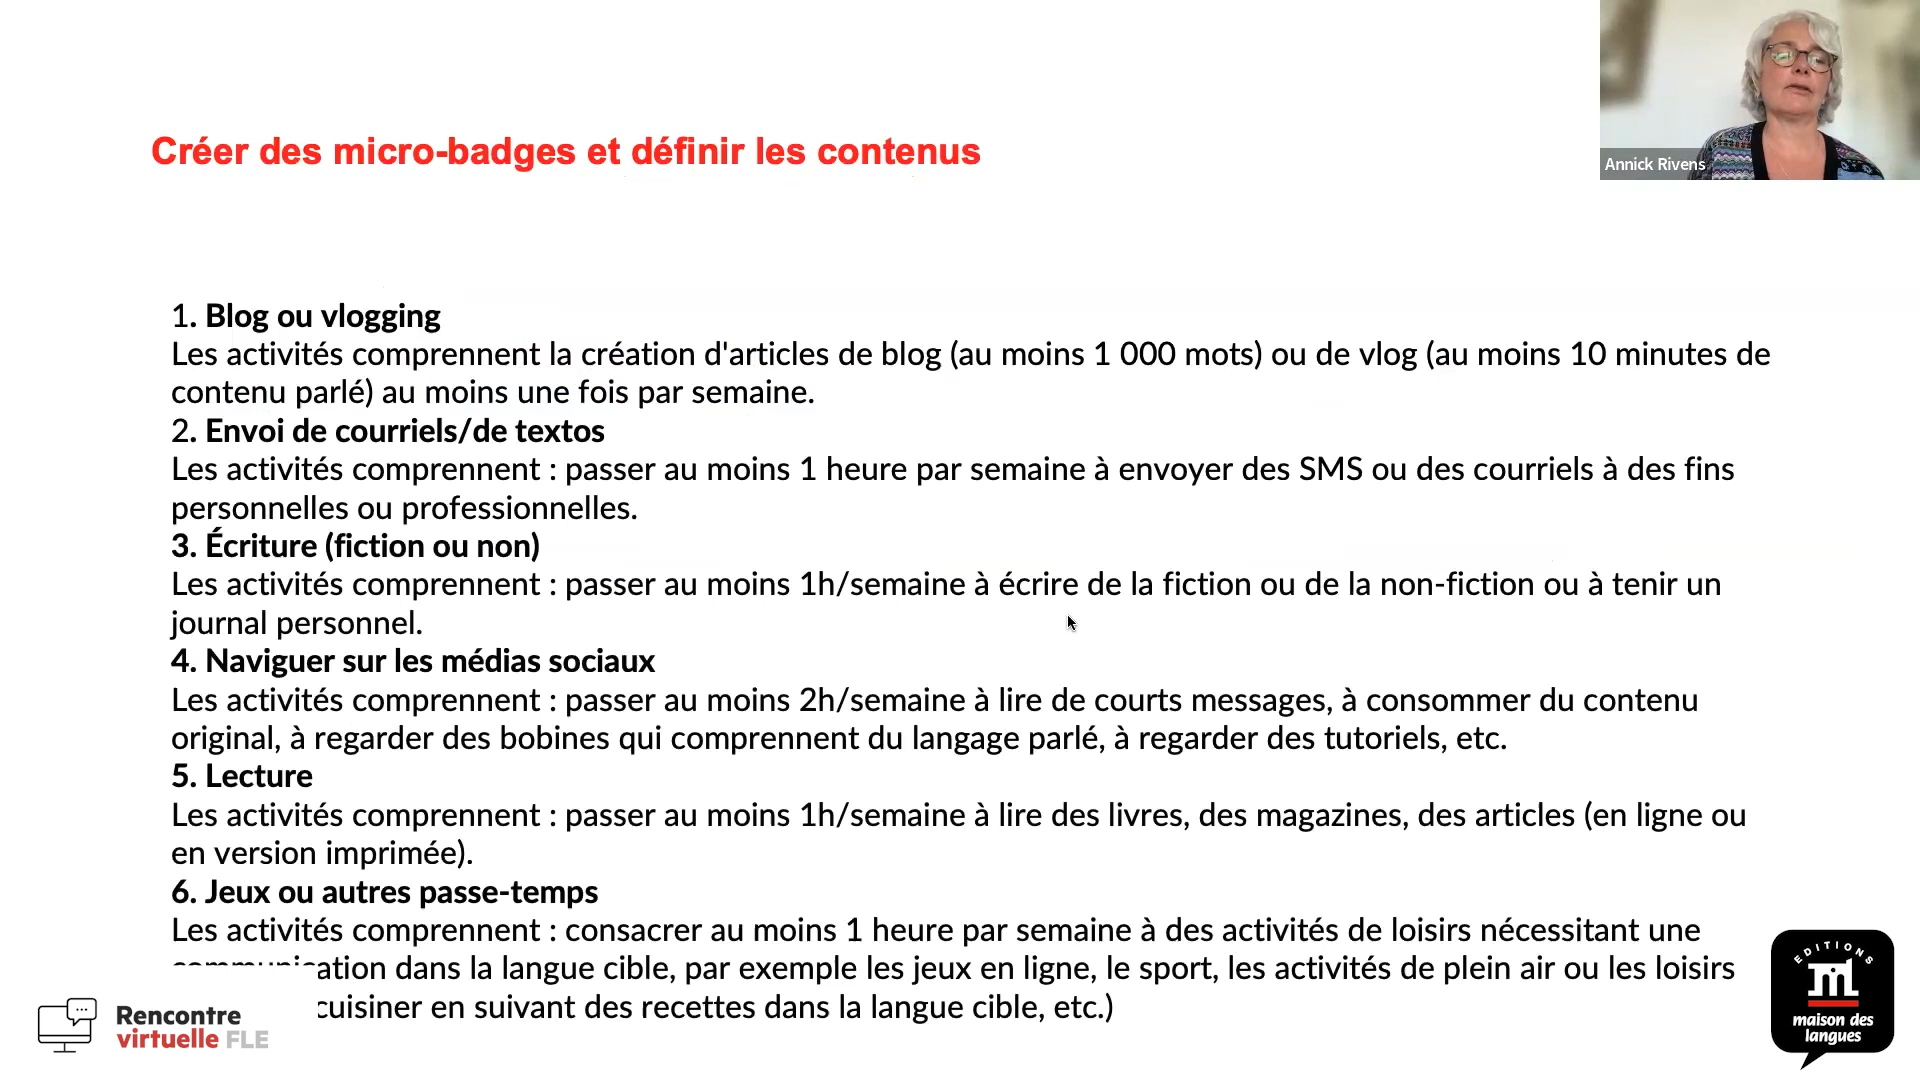 Créer des micro-badges et définir les contenus
Annick Rivens
1. Blog ou vlogging
Les activités comprennent la création d'articles de blog (au moins 1 000 mots) ou de vlog (au moins 10 minutes de
contenu parlé) au moins une fois par semaine.
2. Envoi de courriels/de textos
Les activités comprennent : passer au moins 1 heure par semaine à envoyer des SMS ou des courriels à des fins
personnelles ou professionnelles.
3. Écriture (fiction ou non)
Les activités comprennent : passer au moins 1h/semaine à écrire de la fiction ou de la non-fiction ou à tenir un
journal personnel.
4. Naviguer sur les médias sociaux
Les activités comprennent : passer au moins 2h/semaine à lire de courts messages, à consommer du contenu
original, à regarder des bobines qui comprennent du langage parlé, à regarder des tutoriels, etc.
5. Lecture
Les activités comprennent : passer au moins 1h/semaine à lire des livres, des magazines, des articles (en ligne ou
en version imprimée).
6. Jeux ou autres passe-temps
Les activités comprennent : consacrer au moins 1 heure par semaine à des activités de loisirs nécessitant une
communication dans la langue cible, par exemple les jeux en ligne, le sport, les activités de plein air ou les loisirs
cuisiner en suivant des recettes dans la langue cible, etc.)
Rencontre
virtuelle FLE
EDITIONS
maison des
langues